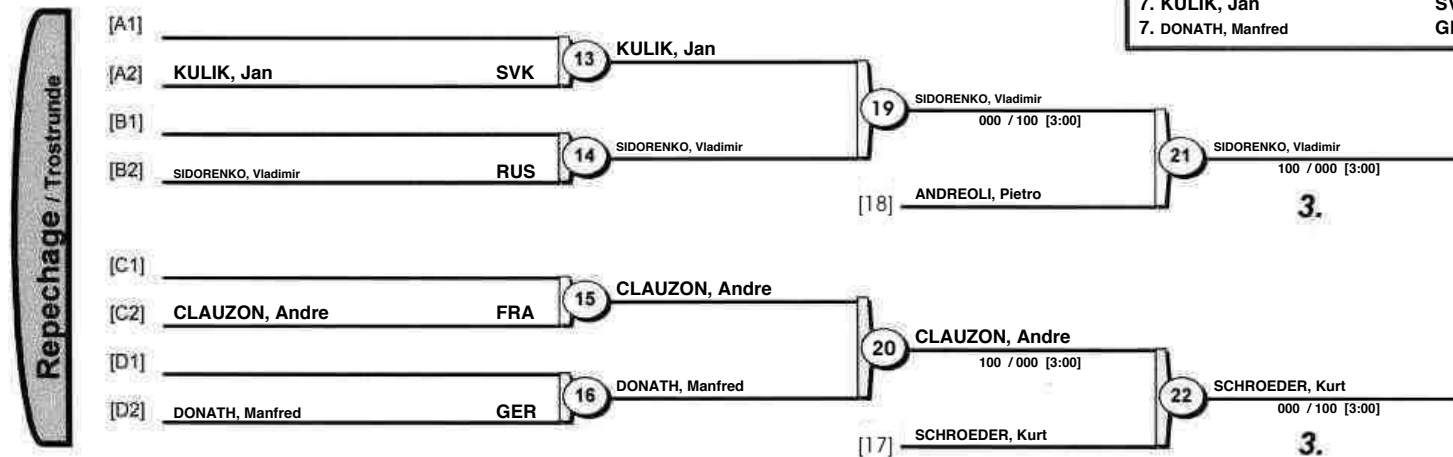 7. KULIK, Jan
7. DONATH, Manfred
Repechage / Trostrunde
[A1]
[A2] KULIK, Jan SVK
13 KULIK, Jan
[B1]
[B2] SIDORENKO, Vladimir RUS
14 SIDORENKO, Vladimir
19 SIDORENKO, Vladimir
000 / 100 [3:00]
[18] ANDREOLI, Pietro
21 SIDORENKO, Vladimir
100 / 000 [3:00]
3.
[C1]
[C2] CLAUZON, Andre FRA
15 CLAUZON, Andre
[D1]
[D2] DONATH, Manfred GER
16 DONATH, Manfred
20 CLAUZON, Andre
100 / 000 [3:00]
[17] SCHROEDER, Kurt
22 SCHROEDER, Kurt
000 / 100 [3:00]
3.